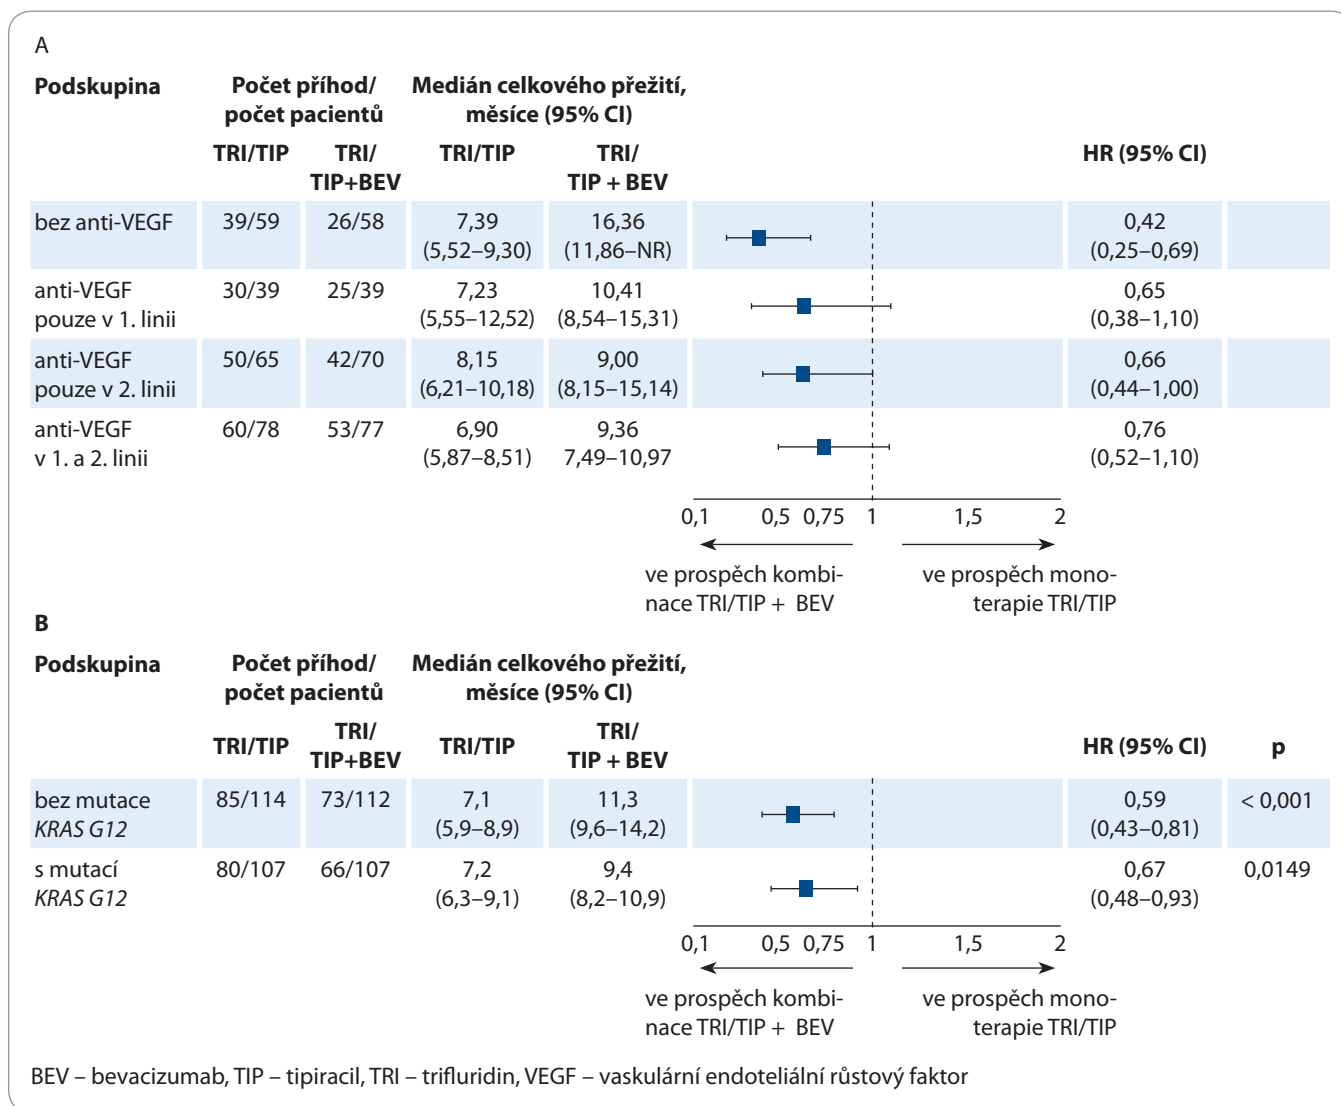 A
Podskupina Počet příhod/ Medián celkového přežití,
počet pacientů měsíce (95% CI)
TRI/TIP TRI/ TRI/TIP TRI/ HR (95% CI)
TIP+BEV TIP + BEV
bez anti-VEGF 39/59 26/58 7,39 16,36 0,42
(5,52–9,30) (11,86–NR) (0,25–0,69)
anti-VEGF 30/39 25/39 7,23 10,41 0,65
pouze v 1. linii (5,55–12,52) (8,54–15,31) (0,38–1,10)
anti-VEGF 50/65 42/70 8,15 9,00 0,66
pouze v 2. linii (6,21–10,18) (8,15–15,14) (0,44–1,00)
anti-VEGF 60/78 53/77 6,90 9,36 0,76
v 1. a 2. linii (5,87–8,51) 7,49–10,97 (0,52–1,10)
0,1 0,5 0,75 1 1,5 2
ve prospěch kombi- ve prospěch mono-
nace TRI/TIP + BEV terapie TRI/TIP
B
Podskupina Počet příhod/ Medián celkového přežití,
počet pacientů měsíce (95% CI)
TRI/TIP TRI/ TRI/TIP TRI/ HR (95% CI) p
TIP+BEV TIP + BEV
bez mutace 85/114 73/112 7,1 11,3 0,59 < 0,001
KRAS G12 (5,9–8,9) (9,6–14,2) (0,43–0,81)
s mutací 80/107 66/107 7,2 9,4 0,67 0,0149
KRAS G12 (6,3–9,1) (8,2–10,9) (0,48–0,93)
0,1 0,5 0,75 1 1,5 2
ve prospěch kombi- ve prospěch mono-
nace TRI/TIP + BEV terapie TRI/TIP
BEV – bevacizumab, TIP – tipiracil, TRI – trifluridin, VEGF – vaskulární endoteliální růstový faktor